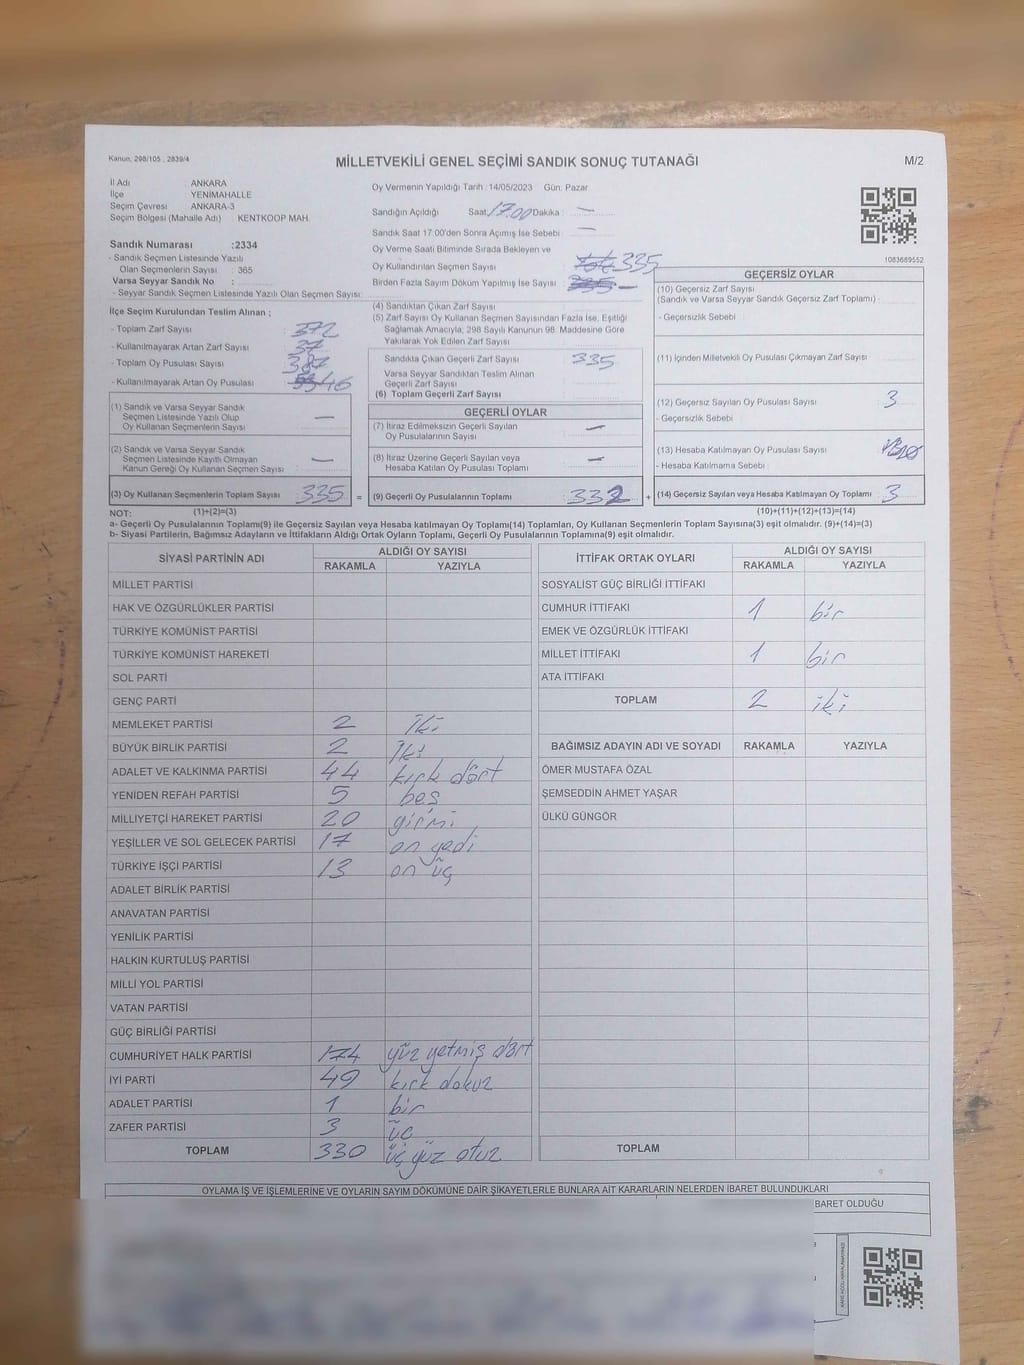 Kanun, 298/105 , 2839/4
MİLLETVEKİLİ GENEL SEÇİMİ SANDIK SONUÇ TUTANAĞI
M/2
İl Adı : ANKARA
İlçe : YENİMAHALLE
Seçim Çevresi : ANKARA-3
Seçim Bölgesi (Mahalle Adı) : KENTKOOP MAH.
Sandık Numarası :2334
- Sandık Seçmen Listesinde Yazılı
Olan Seçmenlerin Sayısı : 365
Varsa Seyyar Sandık No :
- Seyyar Sandık Seçmen Listesinde Yazılı Olan Seçmen Sayısı:
İlçe Seçim Kurulundan Teslim Alınan ;
- Toplam Zarf Sayısı : 372
- Kullanılmayarak Artan Zarf Sayısı : 37
- Toplam Oy Pusulası Sayısı :
- Kullanılmayarak Artan Oy Pusulası : 46
Oy Vermenin Yapıldığı Tarih :14/05/2023 Gün: Pazar
Sandığın Açıldığı Saat 17.00 Dakika : —
Sandık Saat 17:00'den Sonra Açımış İse Sebebi : —
Oy Verme Saati Bitiminde Sırada Bekleyen ve
Oy Kullandırılan Seçmen Sayısı : 335
Birden Fazla Sayım Döküm Yapılmış İse Sayısı : —
1083689552
(1) Sandık ve Varsa Seyyar Sandık
Seçmen Listesinde Yazılı Olup
Oy Kullanan Seçmenlerin Sayısı : —
(2) Sandık ve Varsa Seyyar Sandık
Seçmen Listesinde Kayıtlı Olmayan
Kanun Gereği Oy Kullanan Seçmen Sayısı : —
(3) Oy Kullanan Seçmenlerin Toplam Sayısı : 335 =
(4) Sandıktan Çıkan Zarf Sayısı :
(5) Zarf Sayısı Oy Kullanan Seçmen Sayısından Fazla İse, Eşitliği
Sağlamak Amacıyla, 298 Sayılı Kanunun 98. Maddesine Göre
Yakılarak Yok Edilen Zarf Sayısı :
Sandıkta Çıkan Geçerli Zarf Sayısı : 335
Varsa Seyyar Sandıktan Teslim Alınan
Geçerli Zarf Sayısı :
(6) Toplam Geçerli Zarf Sayısı :
GEÇERLİ OYLAR
(7) İtiraz Edilmeksizin Geçerli Sayılan
Oy Pusulalarının Sayısı : —
(8) İtiraz Üzerine Geçerli Sayılan veya
Hesaba Katılan Oy Pusulası Toplamı : —
(9) Geçerli Oy Pusulalarının Toplamı : 332 +
GEÇERSİZ OYLAR
(10) Geçersiz Zarf Sayısı
(Sandık ve Varsa Seyyar Sandık Geçersiz Zarf Toplamı) :
- Geçersizlik Sebebi :
(11) İçinden Milletvekili Oy Pusulası Çıkmayan Zarf Sayısı :
(12) Geçersiz Sayılan Oy Pusulası Sayısı : 3
- Geçersizlik Sebebi :
(13) Hesaba Katılmayan Oy Pusulası Sayısı :
- Hesaba Katılmama Sebebi :
(14) Geçersiz Sayılan veya Hesaba Katılmayan Oy Toplamı : 3
NOT: (1)+(2)=(3) (10)+(11)+(12)+(13)=(14)
a- Geçerli Oy Pusulalarının Toplamı(9) ile Geçersiz Sayılan veya Hesaba katılmayan Oy Toplamı(14) Toplamları, Oy Kullanan Seçmenlerin Toplam Sayısına(3) eşit olmalıdır. (9)+(14)=(3)
b- Siyasi Partilerin, Bağımsız Adayların ve İttifakların Aldığı Ortak Oyların Toplamı, Geçerli Oy Pusulalarının Toplamına(9) eşit olmalıdır.
SİYASİ PARTİNİN ADI ALDIĞI OY SAYISI
RAKAMLA YAZIYLA
MİLLET PARTİSİ
HAK VE ÖZGÜRLÜKLER PARTİSİ
TÜRKİYE KOMÜNİST PARTİSİ
TÜRKİYE KOMÜNİST HAREKETİ
SOL PARTİ
GENÇ PARTİ
MEMLEKET PARTİSİ 2 İki
BÜYÜK BİRLİK PARTİSİ 2 İki
ADALET VE KALKINMA PARTİSİ 44 kırk dört
YENİDEN REFAH PARTİSİ 5 beş
MİLLİYETÇİ HAREKET PARTİSİ 20 girmi
YEŞİLLER VE SOL GELECEK PARTİSİ 17 on yedi
TÜRKİYE İŞÇİ PARTİSİ 13 on üç
ADALET BİRLİK PARTİSİ
ANAVATAN PARTİSİ
YENİLİK PARTİSİ
HALKIN KURTULUŞ PARTİSİ
MİLLİ YOL PARTİSİ
VATAN PARTİSİ
GÜÇ BİRLİĞİ PARTİSİ
CUMHURİYET HALK PARTİSİ 174 yüz yetmiş dört
İYİ PARTİ 49 kırk dokuz
ADALET PARTİSİ 1 bir
ZAFER PARTİSİ 3 üç
TOPLAM 330 üç yüz otuz
İTTİFAK ORTAK OYLARI ALDIĞI OY SAYISI
RAKAMLA YAZIYLA
SOSYALİST GÜÇ BİRLİĞİ İTTİFAKI
CUMHUR İTTİFAKI 1 bir
EMEK VE ÖZGÜRLÜK İTTİFAKI
MİLLET İTTİFAKI 1 bir
ATA İTTİFAKI
TOPLAM 2 iki
BAĞIMSIZ ADAYIN ADI VE SOYADI RAKAMLA YAZIYLA
ÖMER MUSTAFA ÖZAL
ŞEMSEDDİN AHMET YAŞAR
ÜLKÜ GÜNGÖR
TOPLAM
OYLAMA İŞ VE İŞLEMLERİNE VE OYLARIN SAYIM DÖKÜMÜNE DAİR ŞİKAYETLERLE BUNLARA AİT KARARLARIN NELERDEN İBARET BULUNDUKLARI
BARET OLDUĞU